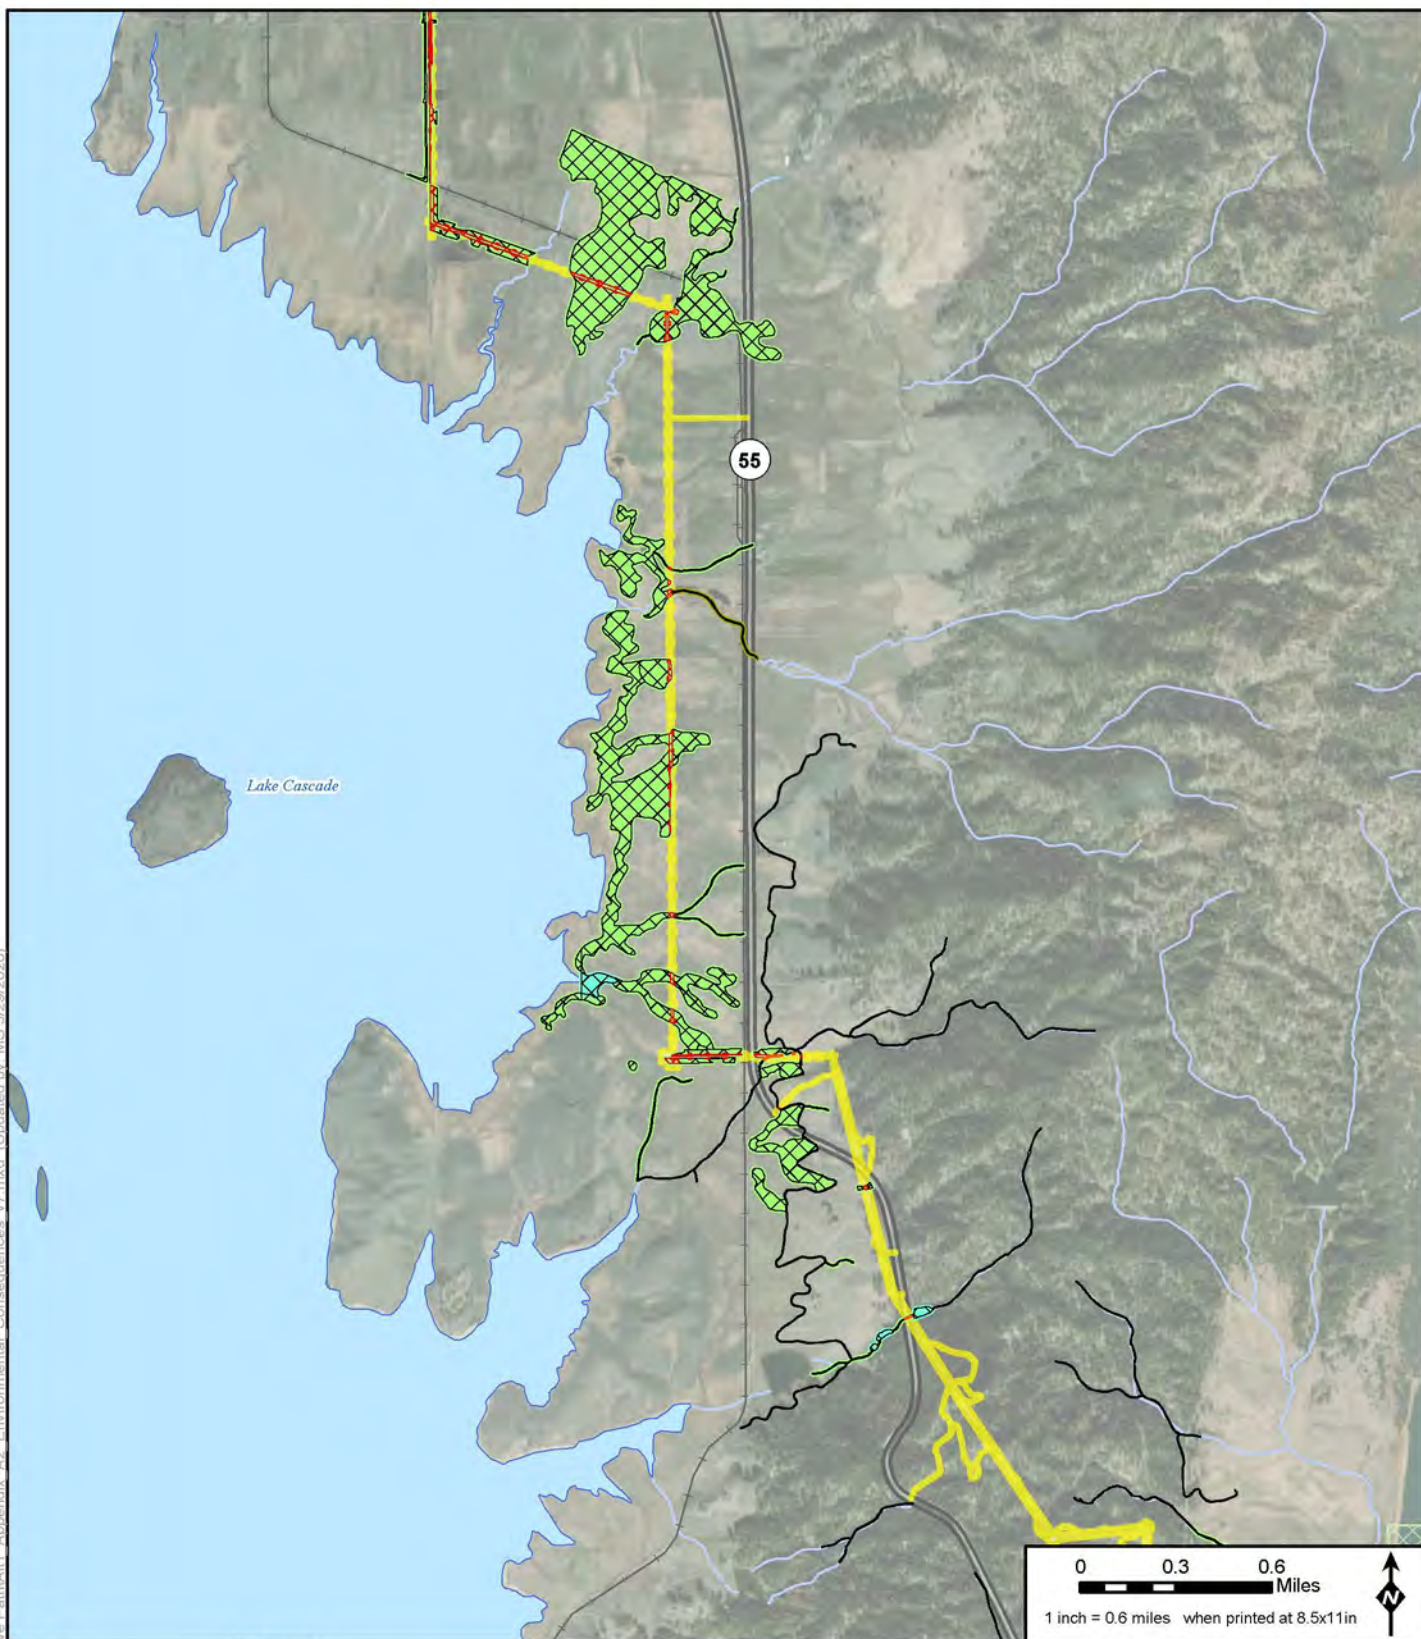 55
Lake Cascade
0 0.3 0.6
Miles
1 inch = 0.6 miles when printed at 8.5x11in
N